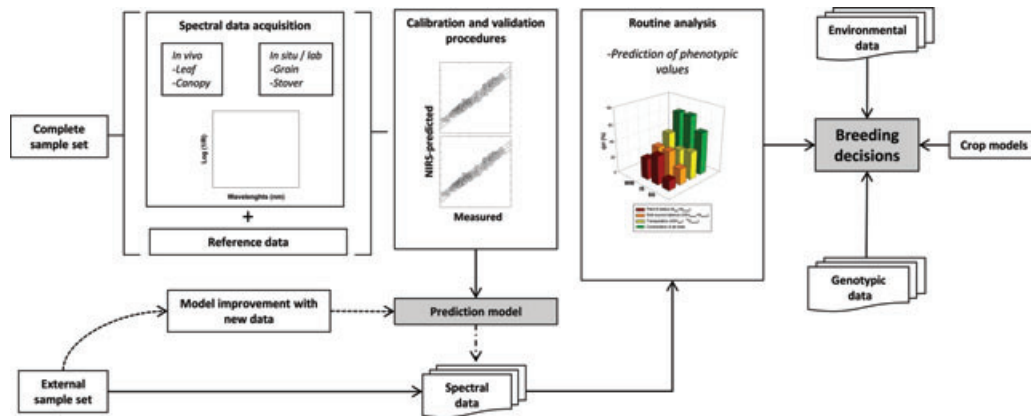 Spectral data acquisition
In vivo
-Leaf
-Canopy
In situ / lab
-Grain
-Stover
Log (1/R)
Wavelenghts (nm)
+
Reference data
Complete
sample set
Calibration and validation
procedures
NIRS-predicted
Measured
Routine analysis
-Prediction of phenotypic
values
Environmental
data
Breeding
decisions
Crop models
Genotypic
data
Model improvement with
new data
Prediction model
External
sample set
Spectral
data